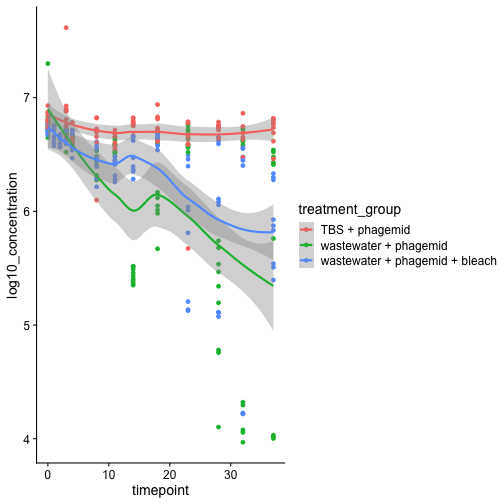 7
6
5
4
log10_concentration
0
10
20
30
timepoint
treatment_group
TBS + phagemid
wastewater + phagemid
wastewater + phagemid + bleach